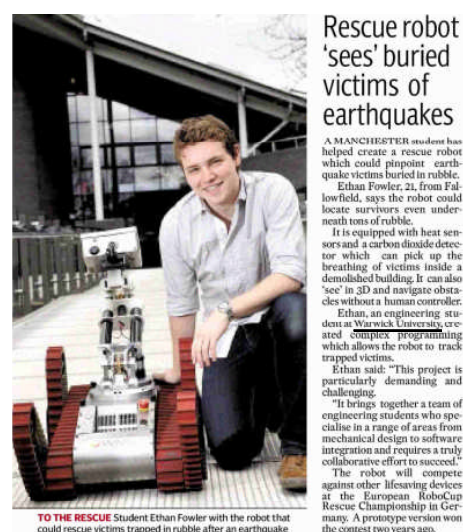 Rescue robot
‘sees’ buried
victims of
earthquakes
A MANCHESTER student has
helped create a rescue robot
which could pinpoint earth-
quake victims buried in rubble.
Ethan Fowler, 21, from Fal-
lowfield, says the robot could
locate survivors even under-
neath tons of rubble.
It is equipped with heat sen-
sors and a carbon dioxide detec-
tor which can pick up the
breathing of victims inside a
demolished building. It can also
‘see’ in 3D and navigate obsta-
cles without a human controller.
Ethan, an engineering stu-
dent at Warwick University, cre-
ated complex programming
which allows the robot to track
trapped victims.
Ethan said: “This project is
particularly demanding and
challenging.
“It brings together a team of
engineering students who spe-
cialise in a range of areas from
mechanical design to software
integration and requires a truly
collaborative effort to succeed.”
The robot will compete
against other lifesaving devices
at the European RoboCup
Rescue Championship in Ger-
many. A prototype version won
the contest two years ago.
TO THE RESCUE Student Ethan Fowler with the robot that
could rescue victims trapped in rubble after an earthquake